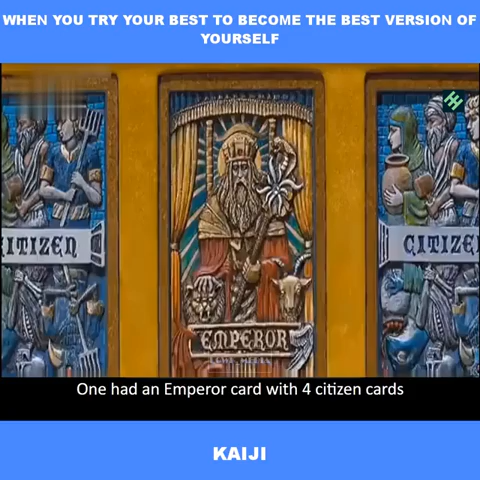 WHEN YOU TRY YOUR BEST TO BECOME THE BEST VERSION OF
YOURSELF
ITIZEN
EMPEROR
CITIZE
One had an Emperor card with 4 citizen cards
KAIJI